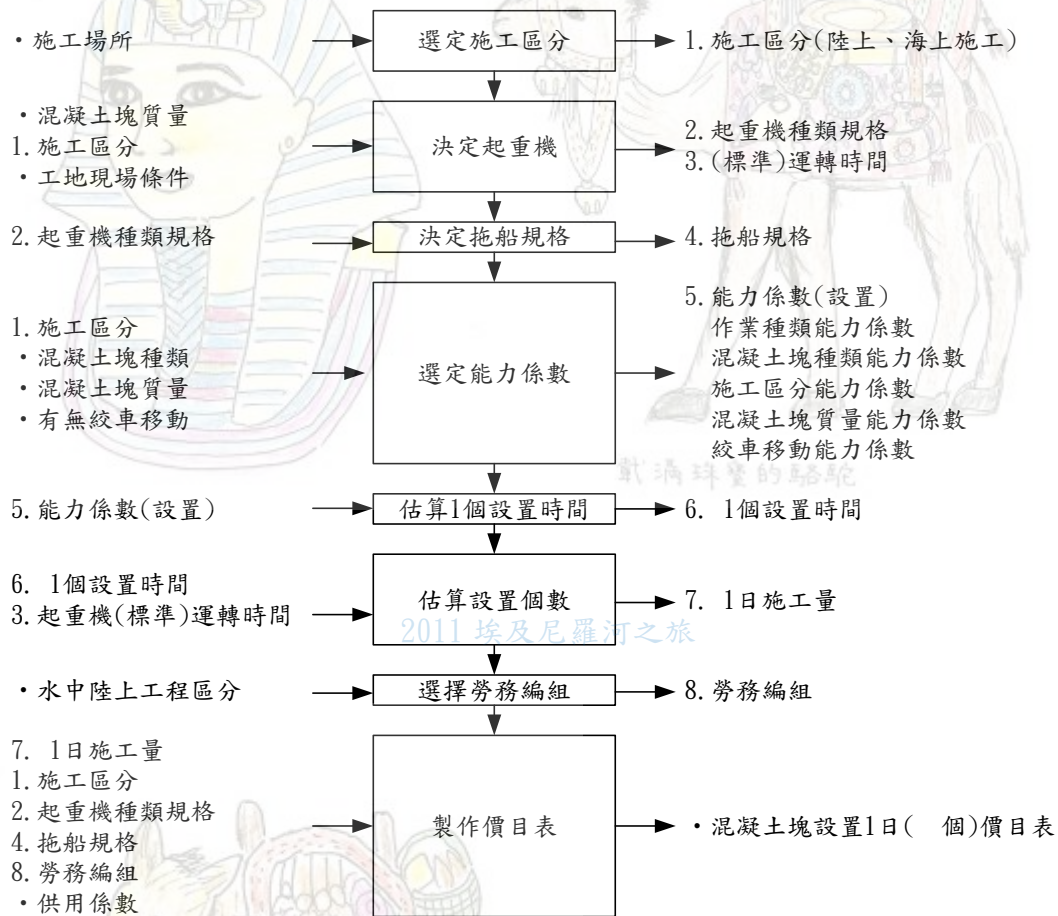 ・施工場所
選定施工區分
1.施工區分(陸上、海上施工)
・混凝土塊質量
1.施工區分
・工地現場條件
決定起重機
2.起重機種類規格
3.(標準)運轉時間
2.起重機種類規格
決定拖船規格
4.拖船規格
1.施工區分
・混凝土塊種類
・混凝土塊質量
・有無絞車移動
選定能力係數
5.能力係數(設置)
作業種類能力係數
混凝土塊種類能力係數
施工區分能力係數
混凝土塊質量能力係數
絞車移動能力係數
載滿珠寶的駱駝
5.能力係數(設置)
估算1個設置時間
6. 1個設置時間
6. 1個設置時間
3.起重機(標準)運轉時間
估算設置個數
7. 1日施工量
2011 埃及尼羅河之旅
・水中陸上工程區分
選擇勞務編組
8.勞務編組
7. 1日施工量
1.施工區分
2.起重機種類規格
4.拖船規格
8.勞務編組
・供用係數
製作價目表
・混凝土塊設置1日(　個)價目表